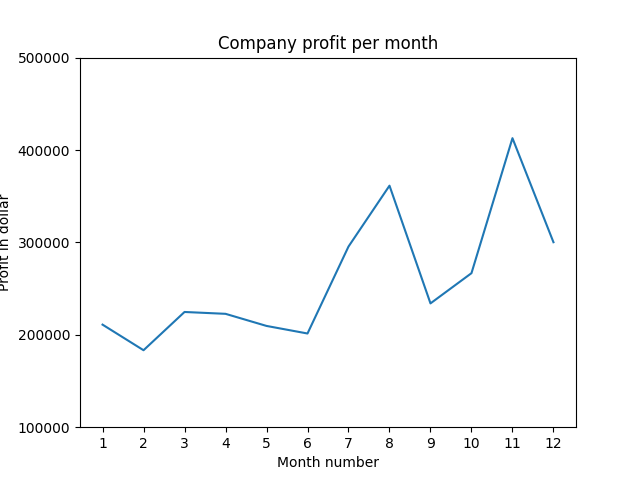 Company profit per month
500000
400000
300000
200000
100000
Profit in dollar
1 2 3 4 5 6 7 8 9 10 11 12
Month number